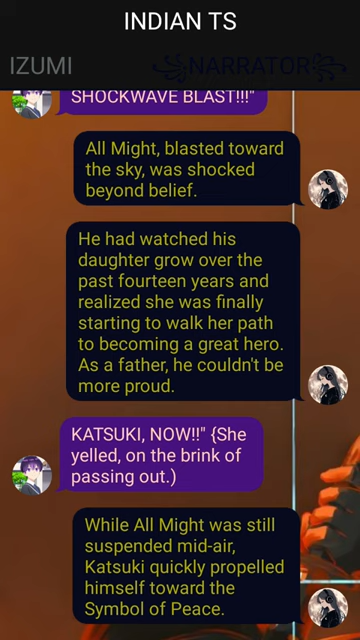 INDIAN TS
IZUMI
꧁NARRATOR꧂
SHOCKWAVE BLAST!!!"
All Might, blasted toward
the sky, was shocked
beyond belief.
He had watched his
daughter grow over the
past fourteen years and
realized she was finally
starting to walk her path
to becoming a great hero.
As a father, he couldn't be
more proud.
KATSUKI, NOW!!" {She
yelled, on the brink of
passing out.)
While All Might was still
suspended mid-air,
Katsuki quickly propelled
himself toward the
Symbol of Peace.